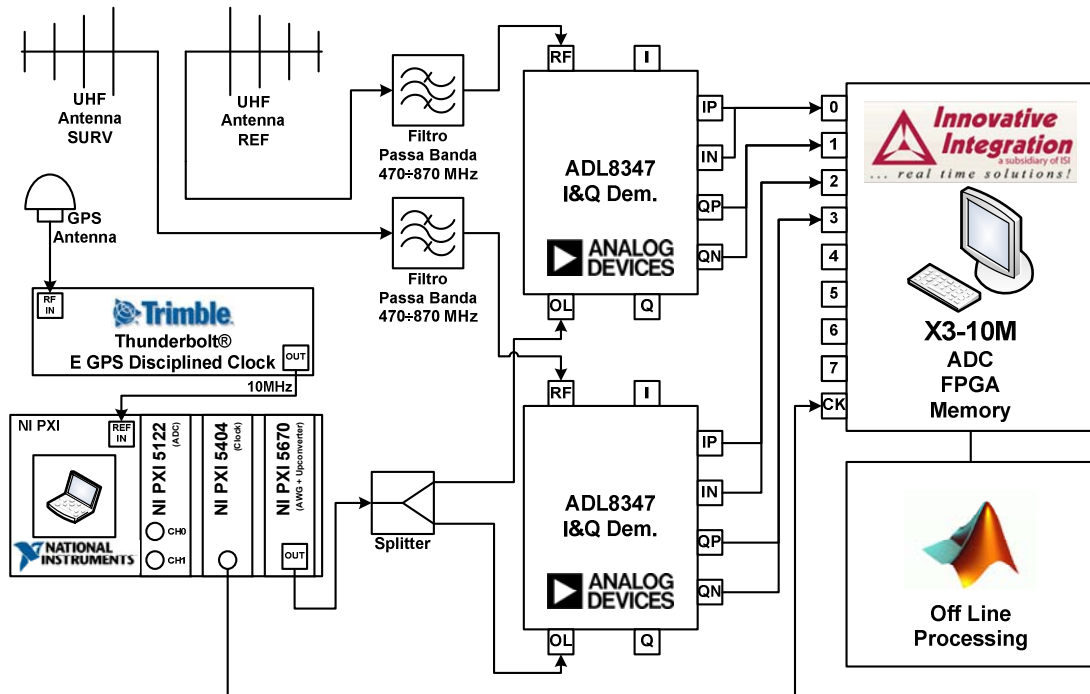 UHF
Antenna
SURV
UHF
Antenna
REF
Filtro
Passa Banda
470÷870 MHz
Filtro
Passa Banda
470÷870 MHz
GPS
Antenna
RF
IN
Trimble
Thunderbolt®
E GPS Disciplined Clock
OUT
10MHz
NI PXI
REF
IN
NATIONAL
INSTRUMENTS
NI PXI 5122
(ADC)
CH0
CH1
NI PXI 5404
(Clock)
NI PXI 5670
(AWG + Upconverter)
OUT
Splitter
RF
I
IP
IN
QP
QN
ADL8347
I&Q Dem.
ANALOG
DEVICES
OL
Q
RF
I
IP
IN
QP
QN
ADL8347
I&Q Dem.
ANALOG
DEVICES
OL
Q
0
1
2
3
4
5
6
7
CK
Innovative
Integration
a subsidiary of ISI
... real time solutions!
X3-10M
ADC
FPGA
Memory
Off Line
Processing